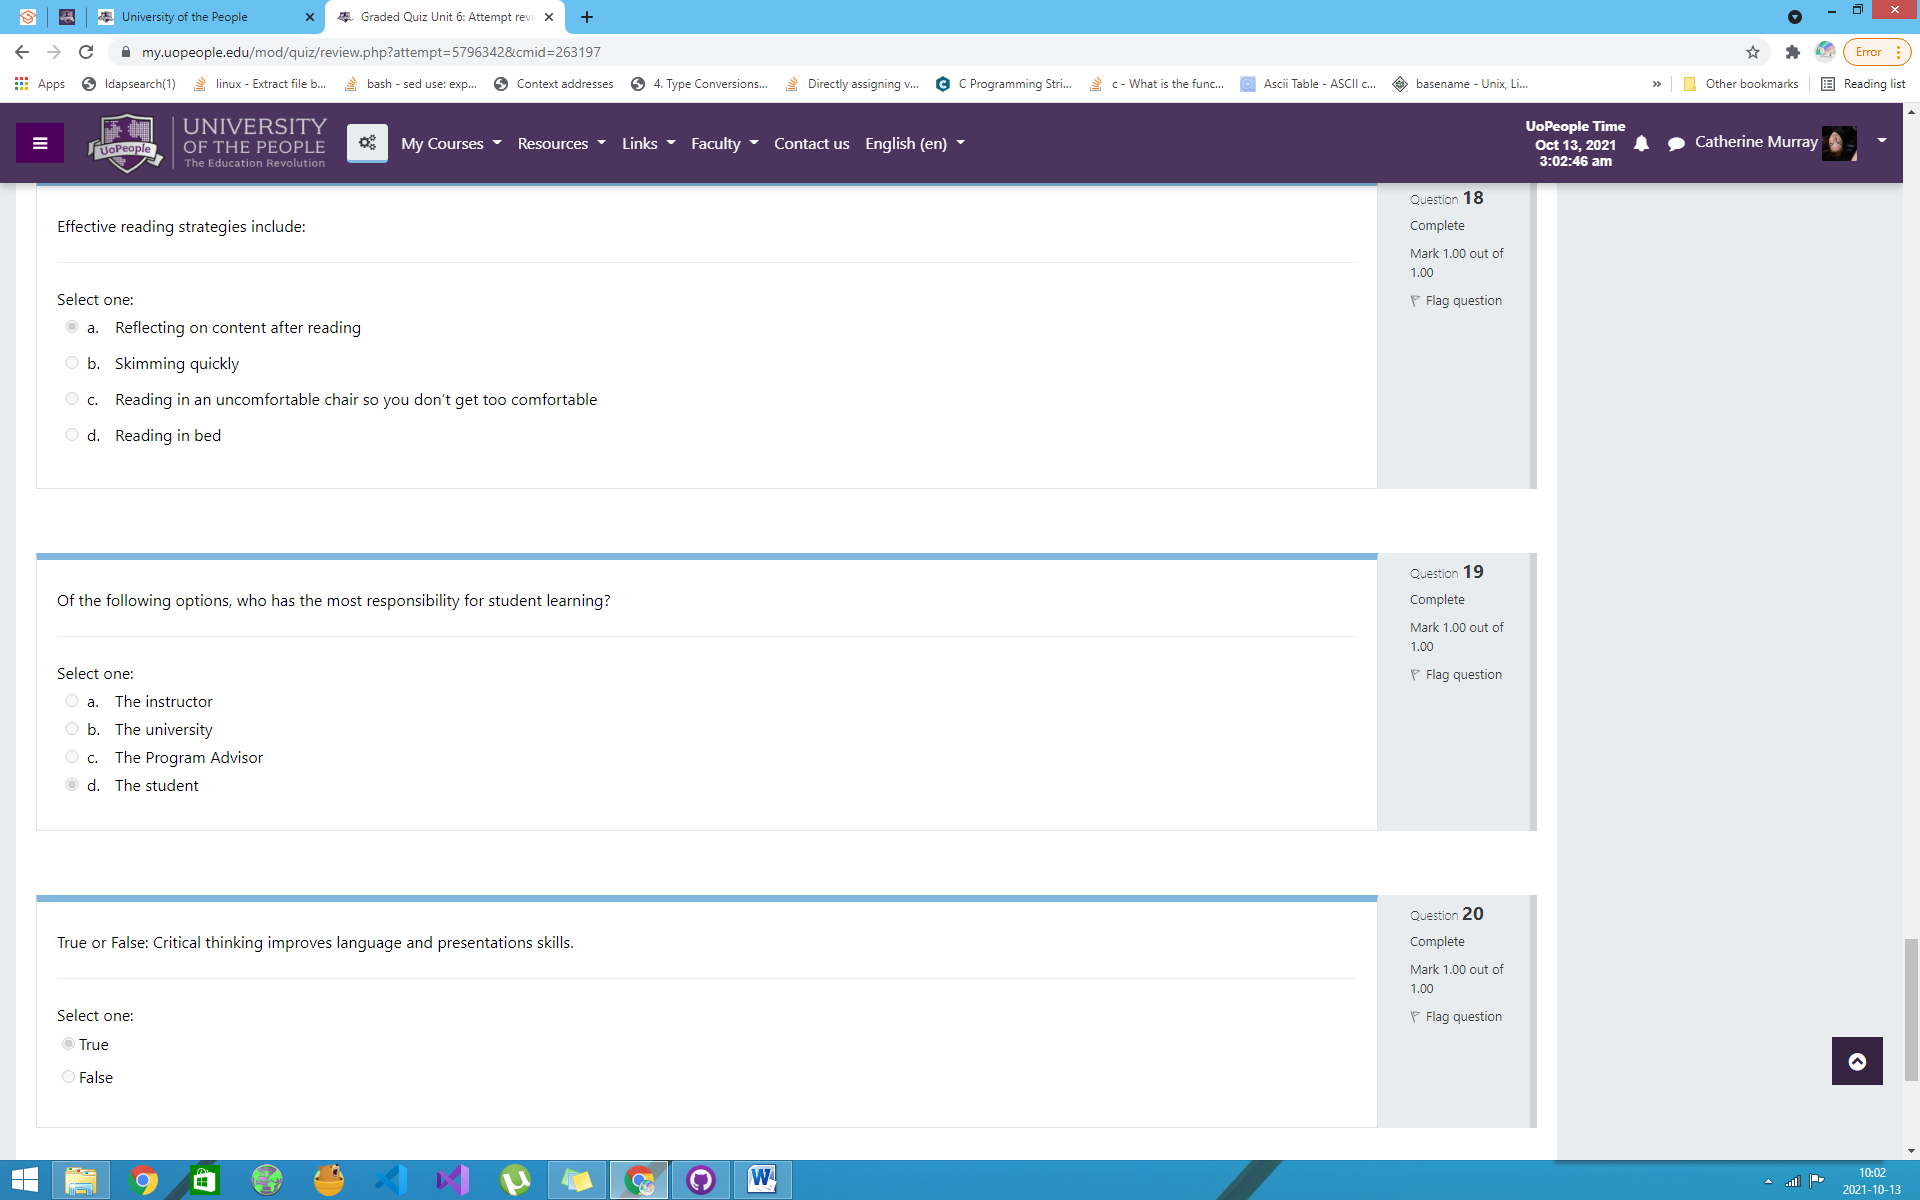 University of the People
Graded Quiz Unit 6: Attempt revi
my.uopeople.edu/mod/quiz/review.php?attempt=5796342&cmid=263197
Error
Apps
ldapsearch(1)
linux - Extract file b...
bash - sed use: exp...
Context addresses
4. Type Conversions...
Directly assigning v...
C Programming Stri...
c - What is the func...
Ascii Table - ASCII c...
basename - Unix, Li...
»
Other bookmarks
Reading list
UoPeople
UNIVERSITY
OF THE PEOPLE
The Education Revolution
My Courses
Resources
Links
Faculty
Contact us
English (en)
UoPeople Time
Oct 13, 2021
3:02:46 am
Catherine Murray
Effective reading strategies include:
Select one:
a. Reflecting on content after reading
b. Skimming quickly
c. Reading in an uncomfortable chair so you don't get too comfortable
d. Reading in bed
Question 18
Complete
Mark 1.00 out of
1.00
Flag question
Of the following options, who has the most responsibility for student learning?
Select one:
a. The instructor
b. The university
c. The Program Advisor
d. The student
Question 19
Complete
Mark 1.00 out of
1.00
Flag question
True or False: Critical thinking improves language and presentations skills.
Select one:
True
False
Question 20
Complete
Mark 1.00 out of
1.00
Flag question
10:02
2021-10-13